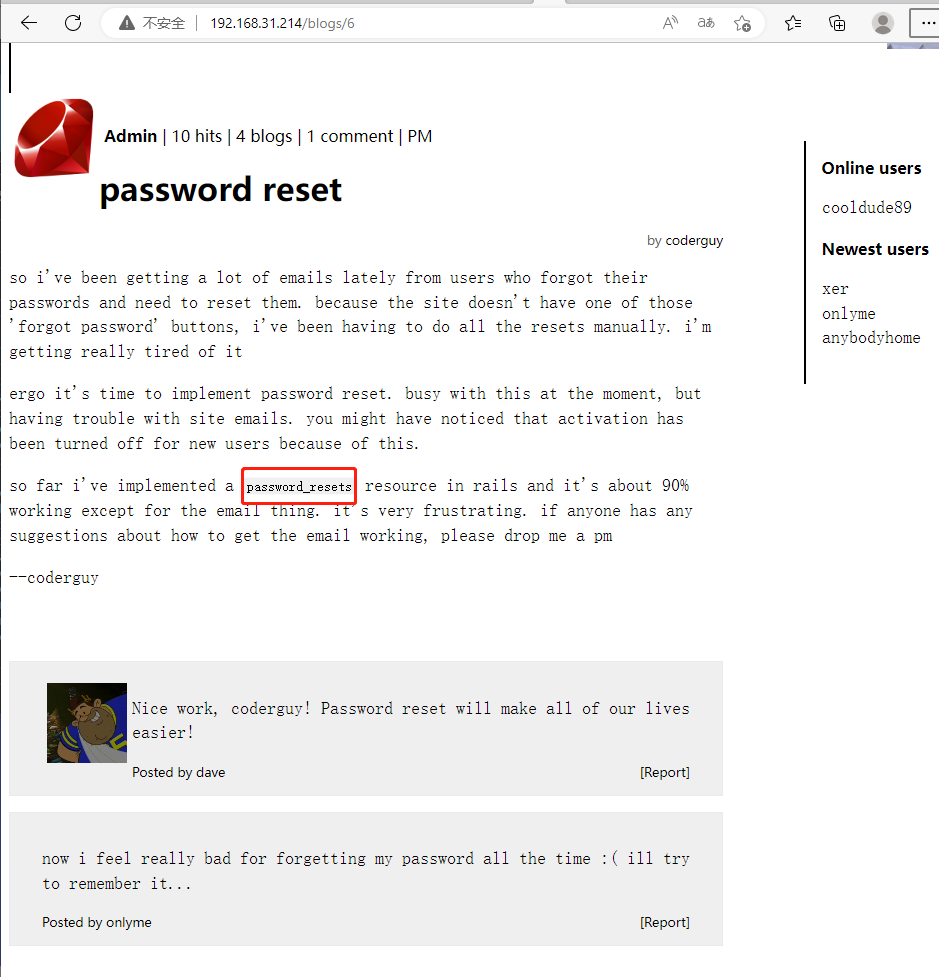 不安全 | 192.168.31.214/blogs/6
Admin | 10 hits | 4 blogs | 1 comment | PM
password reset
by coderguy
so i've been getting a lot of emails lately from users who forgot their
passwords and need to reset them. because the site doesn't have one of those
'forgot password' buttons, i've been having to do all the resets manually. i'm
getting really tired of it
ergo it's time to implement password reset. busy with this at the moment, but
having trouble with site emails. you might have noticed that activation has
been turned off for new users because of this.
so far i've implemented a password_resets resource in rails and it's about 90%
working except for the email thing. it's very frustrating. if anyone has any
suggestions about how to get the email working, please drop me a pm
--coderguy
Nice work, coderguy! Password reset will make all of our lives
easier!
Posted by dave [Report]
now i feel really bad for forgetting my password all the time :( ill try
to remember it...
Posted by onlyme [Report]
Online users
cooldude89
Newest users
xer
onlyme
anybodyhome